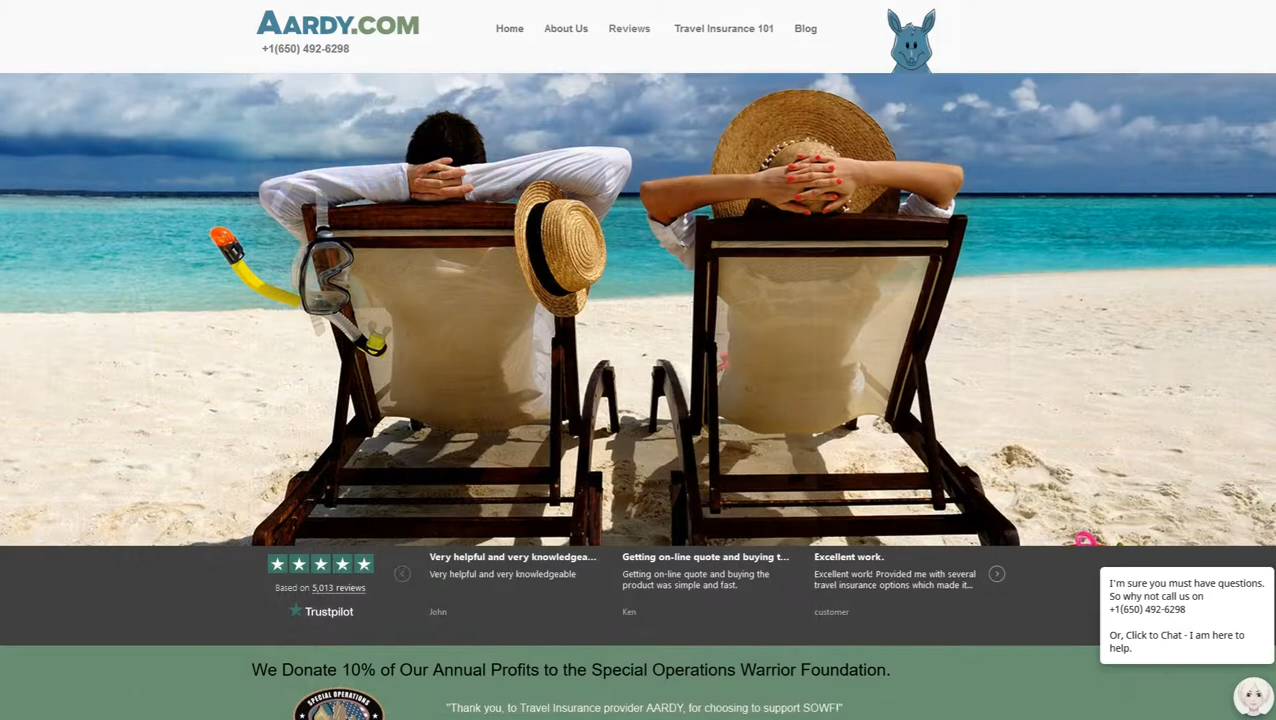 AARDY.COM
+1(650) 492-6298
Home About Us Reviews Travel Insurance 101 Blog
Based on 5,013 reviews
Trustpilot
Very helpful and very knowledgea...
Very helpful and very knowledgeable
John
Getting on-line quote and buying t...
Getting on-line quote and buying the
product was simple and fast.
Ken
Excellent work.
Excellent work! Provided me with several
travel insurance options which made it...
customer
I'm sure you must have questions.
So why not call us on
+1(650) 492-6298
Or, Click to Chat - I am here to
help.
We Donate 10% of Our Annual Profits to the Special Operations Warrior Foundation.
SPECIAL OPERATIONS
"Thank you, to Travel Insurance provider AARDY, for choosing to support SOWF!"